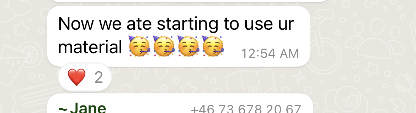 Now we ate starting to use ur
material 🥳🥳🥳🥳 12:54 AM
❤️ 2
~Jane +46 73 678 20 67